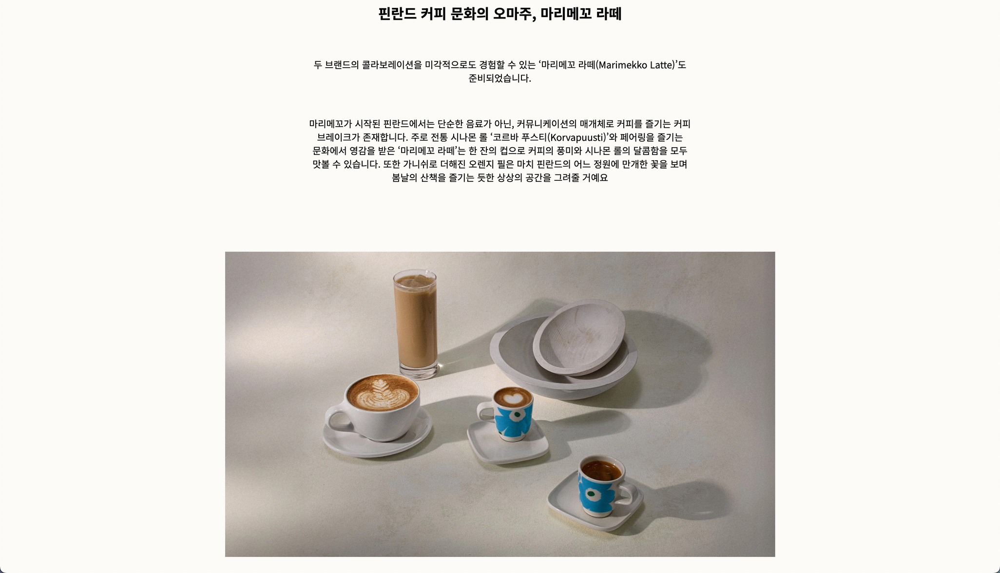 핀란드 커피 문화의 오마주, 마리메꼬 라떼
두 브랜드의 콜라보레이션을 미각적으로도 경험할 수 있는 ‘마리메꼬 라떼(Marimekko Latte)’도
준비되었습니다.
마리메꼬가 시작된 핀란드에서는 단순한 음료가 아닌, 커뮤니케이션의 매개체로 커피를 즐기는 커피
브레이크가 존재합니다. 주로 전통 시나몬 롤 ‘코르바 푸스티(Korvapuusti)’와 페어링을 즐기는
문화에서 영감을 받은 ‘마리메꼬 라떼’는 한 잔의 컵으로 커피의 풍미와 시나몬 롤의 달콤함을 모두
맛볼 수 있습니다. 또한 가니쉬로 더해진 오렌지 필은 마치 핀란드의 어느 정원에 만개한 꽃을 보며
봄날의 산책을 즐기는 듯한 상상의 공간을 그려줄 거예요